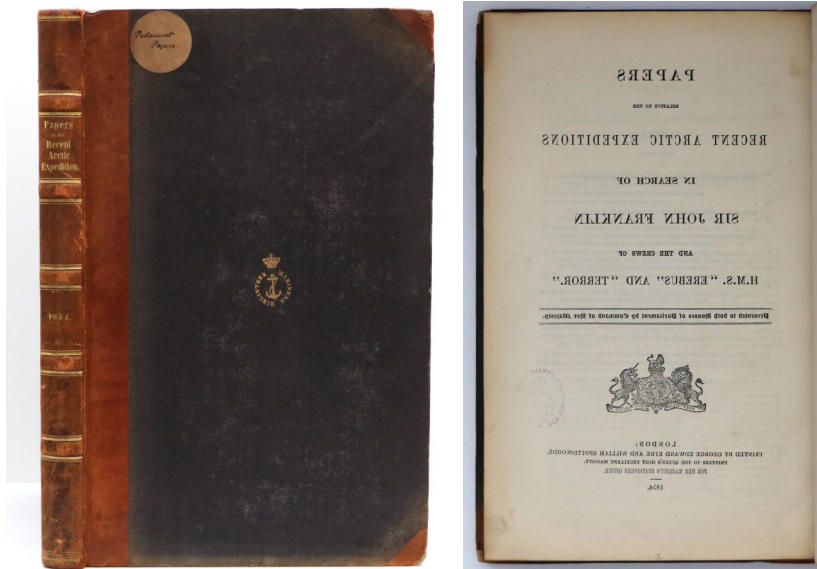 Papers.
Papers
Recent
Arctic
Expedition.
1854.
PAPERS
RELATIVE TO THE
RECENT ARCTIC EXPEDITIONS
IN SEARCH OF
SIR JOHN FRANKLIN
AND THE CREWS OF
H.M.S. “EREBUS” AND “TERROR.”
Presented to both Houses of Parliament by Command of Her Majesty.
LONDON:
PRINTED BY GEORGE EDWARD EYRE AND WILLIAM SPOTTISWOODE,
PRINTERS TO THE QUEEN'S MOST EXCELLENT MAJESTY.
FOR HER MAJESTY'S STATIONERY OFFICE.
1854.